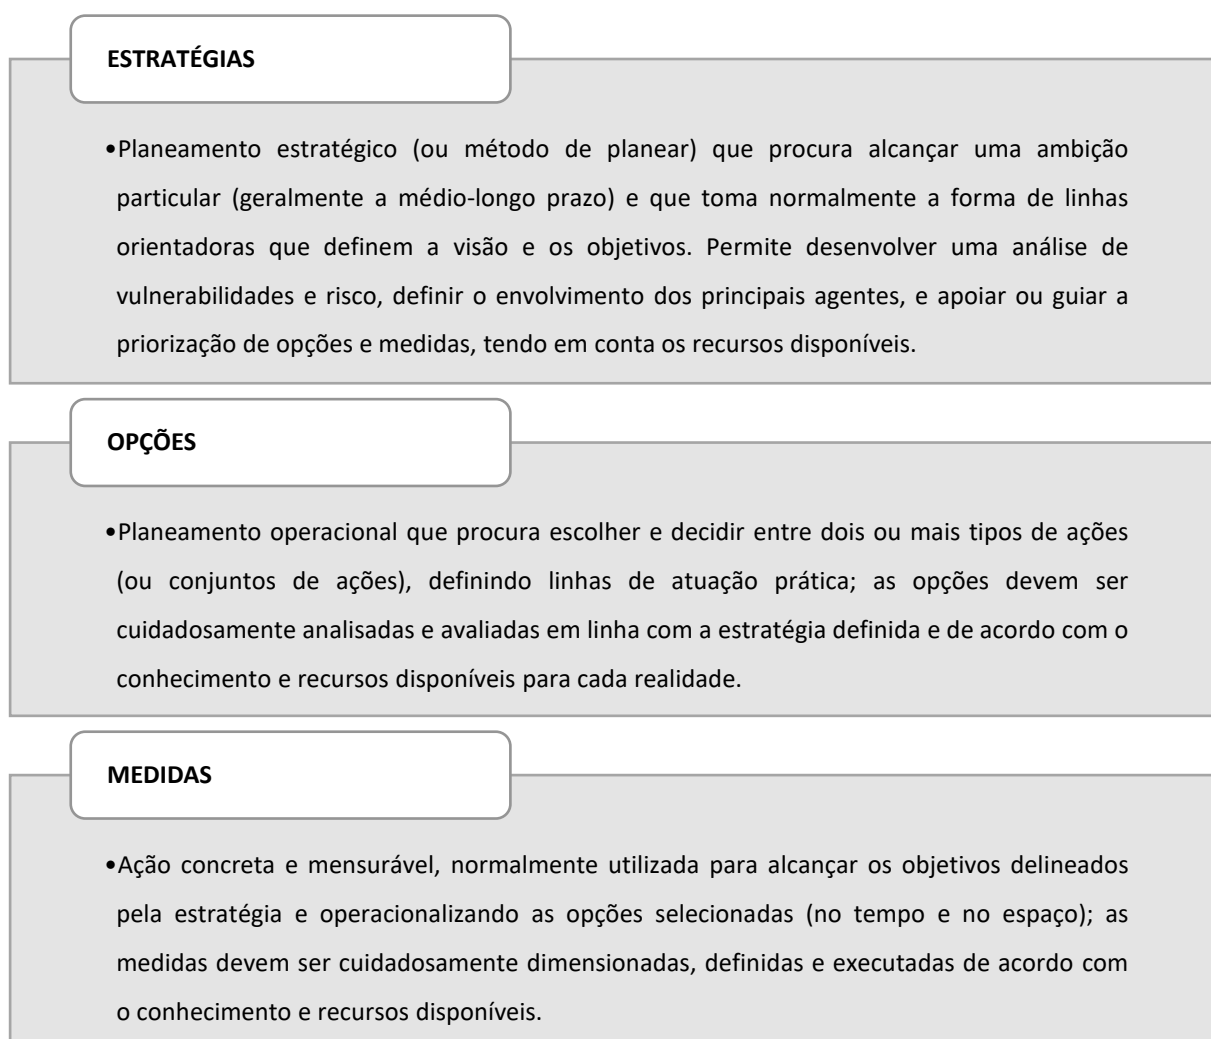 ESTRATÉGIAS
•Planeamento estratégico (ou método de planear) que procura alcançar uma ambição
particular (geralmente a médio-longo prazo) e que toma normalmente a forma de linhas
orientadoras que definem a visão e os objetivos. Permite desenvolver uma análise de
vulnerabilidades e risco, definir o envolvimento dos principais agentes, e apoiar ou guiar a
priorização de opções e medidas, tendo em conta os recursos disponíveis.
OPÇÕES
•Planeamento operacional que procura escolher e decidir entre dois ou mais tipos de ações
(ou conjuntos de ações), definindo linhas de atuação prática; as opções devem ser
cuidadosamente analisadas e avaliadas em linha com a estratégia definida e de acordo com o
conhecimento e recursos disponíveis para cada realidade.
MEDIDAS
•Ação concreta e mensurável, normalmente utilizada para alcançar os objetivos delineados
pela estratégia e operacionalizando as opções selecionadas (no tempo e no espaço); as
medidas devem ser cuidadosamente dimensionadas, definidas e executadas de acordo com
o conhecimento e recursos disponíveis.